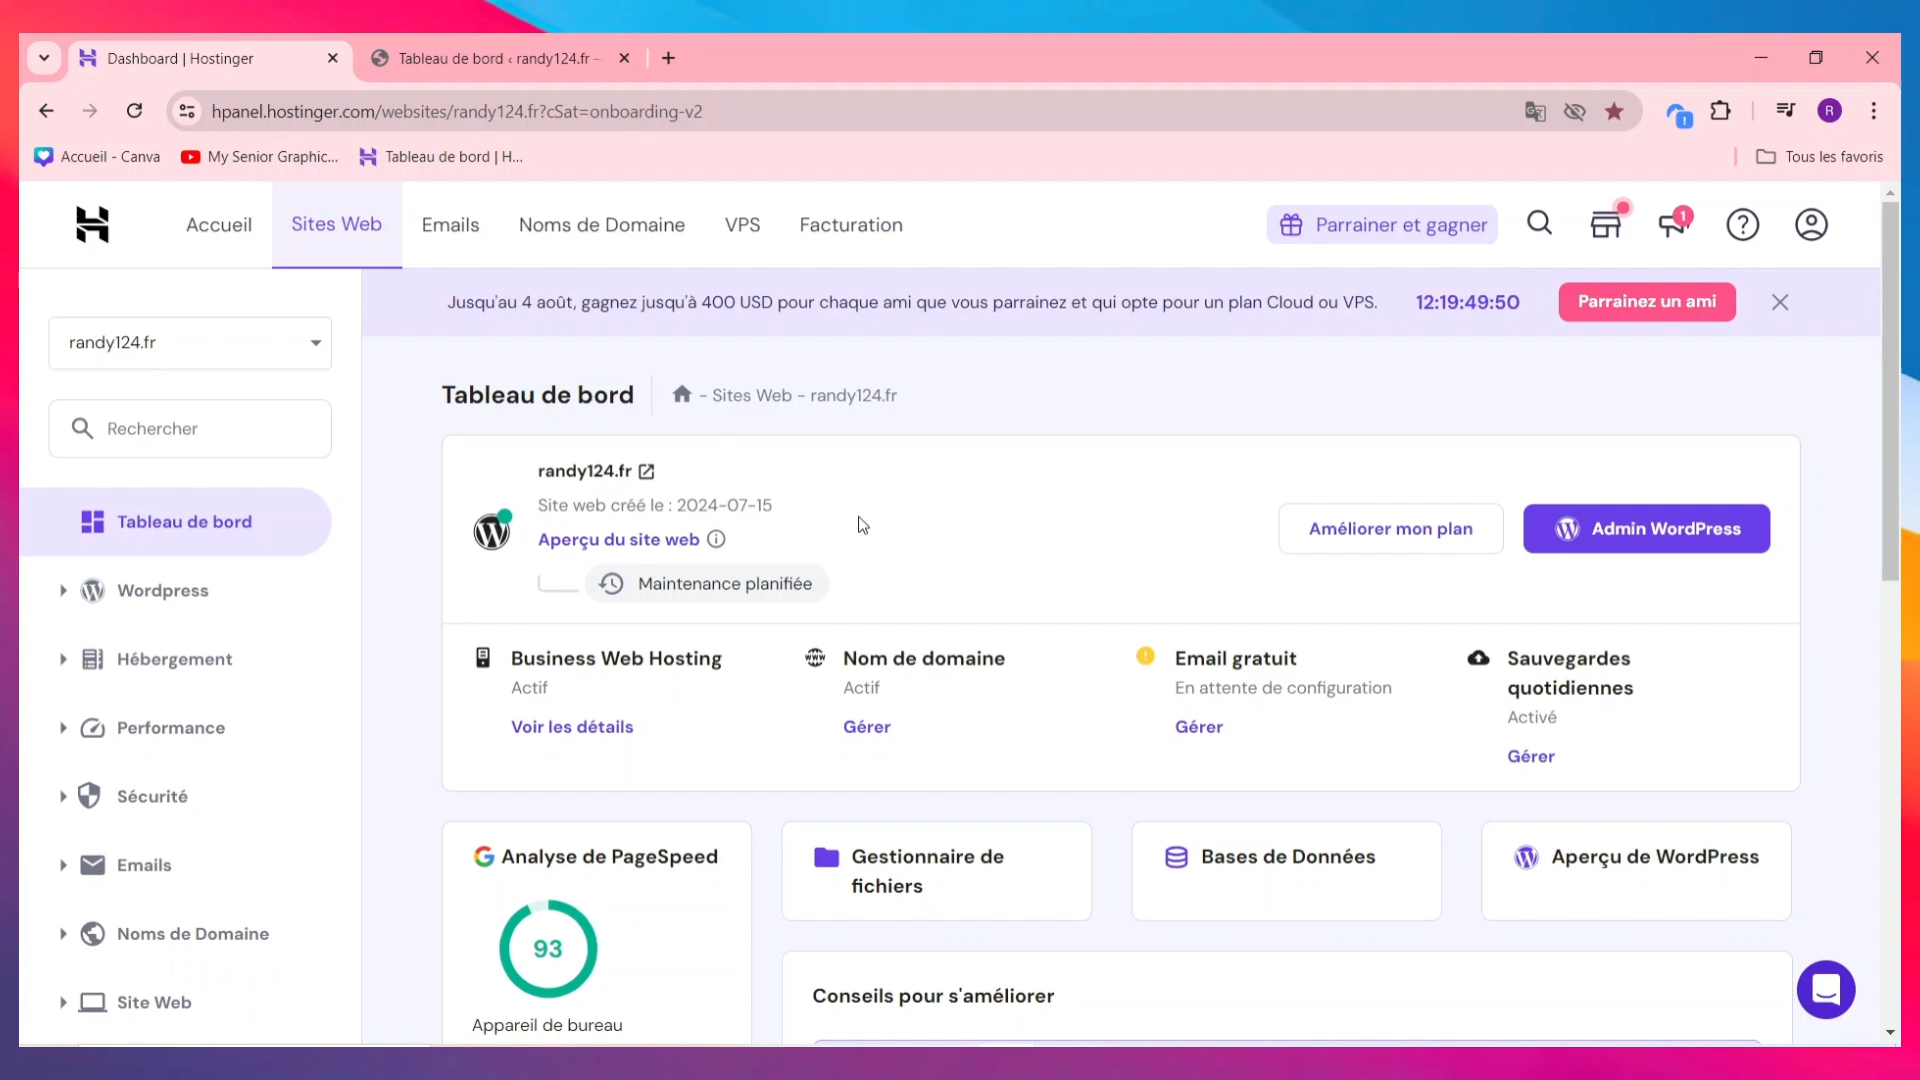 Dashboard | Hostinger
Tableau de bord ‹ randy124.fr –
hpanel.hostinger.com/websites/randy124.fr?cSat=onboarding-v2
R
Accueil - Canva
My Senior Graphic...
Tableau de bord | H...
Tous les favoris
Accueil
Sites Web
Emails
Noms de Domaine
VPS
Facturation
Parrainer et gagner
1
Jusqu'au 4 août, gagnez jusqu'à 400 USD pour chaque ami que vous parrainez et qui opte pour un plan Cloud ou VPS.
12:19:49:50
Parrainez un ami
randy124.fr
Rechercher
Tableau de bord
Wordpress
Hébergement
Performance
Sécurité
Emails
Noms de Domaine
Site Web
Tableau de bord
- Sites Web - randy124.fr
randy124.fr
Site web créé le : 2024-07-15
Aperçu du site web
Maintenance planifiée
Améliorer mon plan
Admin WordPress
Business Web Hosting
Actif
Voir les détails
Nom de domaine
Actif
Gérer
Email gratuit
En attente de configuration
Gérer
Sauvegardes
quotidiennes
Activé
Gérer
Analyse de PageSpeed
93
Appareil de bureau
Gestionnaire de
fichiers
Bases de Données
Aperçu de WordPress
Conseils pour s'améliorer